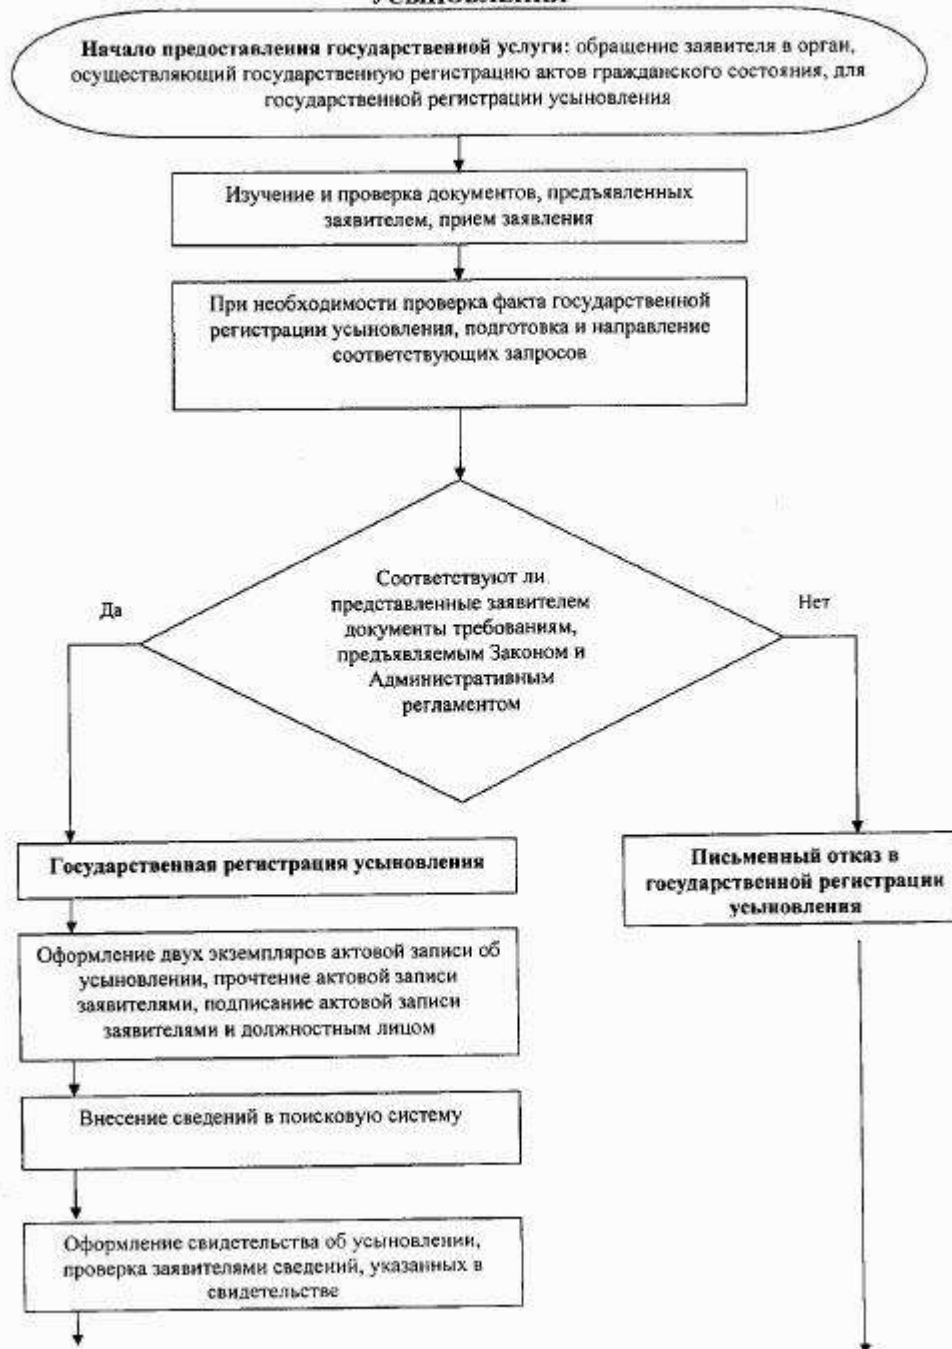 УСЫНОВЛЕНИЯ
Начало предоставления государственной услуги: обращение заявителя в орган,
осуществляющий государственную регистрацию актов гражданского состояния, для
государственной регистрации усыновления
Изучение и проверка документов, предъявленных
заявителем, прием заявления
При необходимости проверка факта государственной
регистрации усыновления, подготовка и направление
соответствующих запросов
Соответствуют ли
представленные заявителем
документы требованиям,
предъявляемым Законом и
Административным
регламентом
Да
Нет
Государственная регистрация усыновления
Письменный отказ в
государственной регистрации
усыновления
Оформление двух экземпляров актовой записи об
усыновлении, прочтение актовой записи
заявителями, подписание актовой записи
заявителями и должностным лицом
Внесение сведений в поисковую систему
Оформление свидетельства об усыновлении,
проверка заявителями сведений, указанных в
свидетельстве